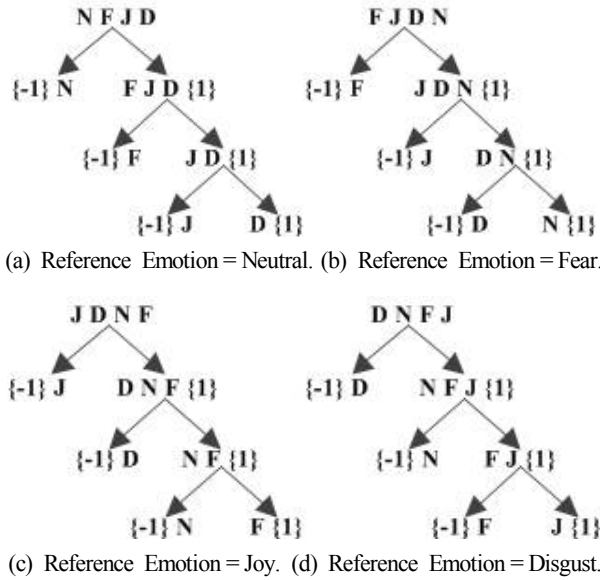 N F J D
{-1} N F J D {1}
{-1} F J D {1}
{-1} J D {1}
(a) Reference Emotion = Neutral.
F J D N
{-1} F J D N {1}
{-1} J D N {1}
{-1} D N {1}
(b) Reference Emotion = Fear.
J D N F
{-1} J D N F {1}
{-1} D N F {1}
{-1} N F {1}
(c) Reference Emotion = Joy.
D N F J
{-1} D N F J {1}
{-1} N F J {1}
{-1} F J {1}
(d) Reference Emotion = Disgust.